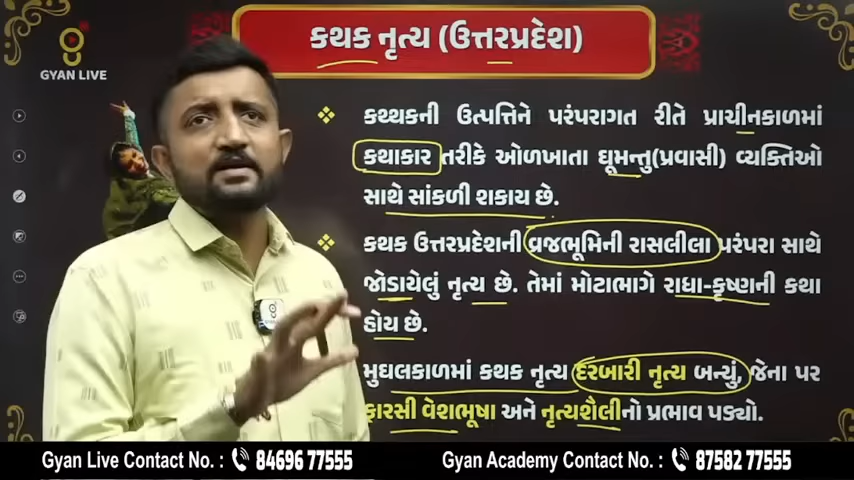 કથક નૃત્ય (ઉત્તરપ્રદેશ)
GYAN LIVE
કથ્થકની ઉત્પત્તિને પરંપરાગત રીતે પ્રાચીનકાળમાં
કથાકાર તરીકે ઓળખાતા ઘૂમન્તુ(પ્રવાસી) વ્યક્તિઓ
સાથે સાંકળી શકાય છે.
કથક ઉત્તરપ્રદેશની વ્રજભૂમિની રાસલીલા પરંપરા સાથે
જોડાયેલું નૃત્ય છે. તેમાં મોટાભાગે રાધા-કૃષ્ણની કથા
હોય છે.
મુઘલકાળમાં કથક નૃત્ય દરબારી નૃત્ય બન્યું, જેના પર
ફારસી વેશભૂષા અને નૃત્યશૈલીનો પ્રભાવ પડ્યો.
Gyan Live Contact No. : 84696 77555
Gyan Academy Contact No. : 87582 77555